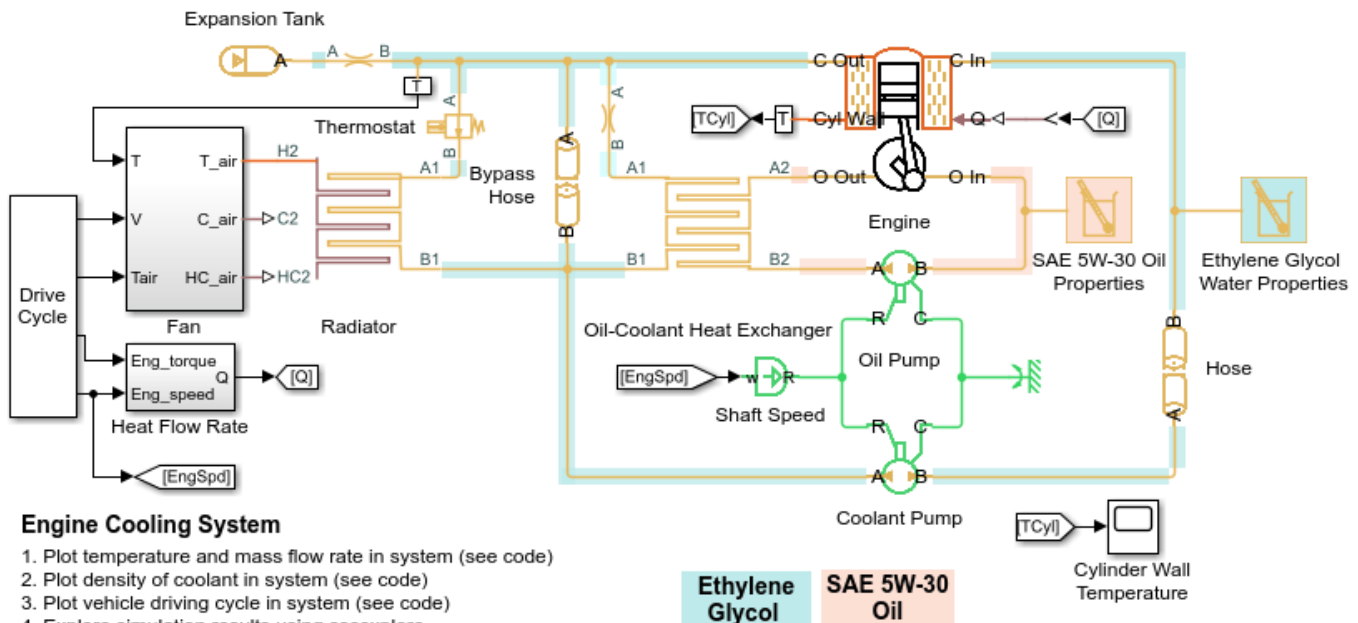 Expansion Tank
A
A
B
C Out
C In
T
A
A
Thermostat
B
B
A
[TCyl]
T
Cyl Wall
Q
[Q]
T
T_air
H2
A1
Bypass
Hose
A1
A2
O Out
O In
V
C_air
C2
Engine
Tair
HC_air
HC2
B
B1
B1
B2
A
B
SAE 5W-30 Oil
Properties
Ethylene Glycol
Water Properties
Drive
Cycle
Fan
Radiator
Oil-Coolant Heat Exchanger
R
C
B
Eng_torque
Eng_speed
Q
[Q]
Heat Flow Rate
[EngSpd]
w
R
Shaft Speed
Oil Pump
Hose
A
R
C
[EngSpd]
A
B
Coolant Pump
Engine Cooling System
1. Plot temperature and mass flow rate in system (see code)
2. Plot density of coolant in system (see code)
3. Plot vehicle driving cycle in system (see code)
Ethylene
Glycol
SAE 5W-30
Oil
[TCyl]
Cylinder Wall
Temperature